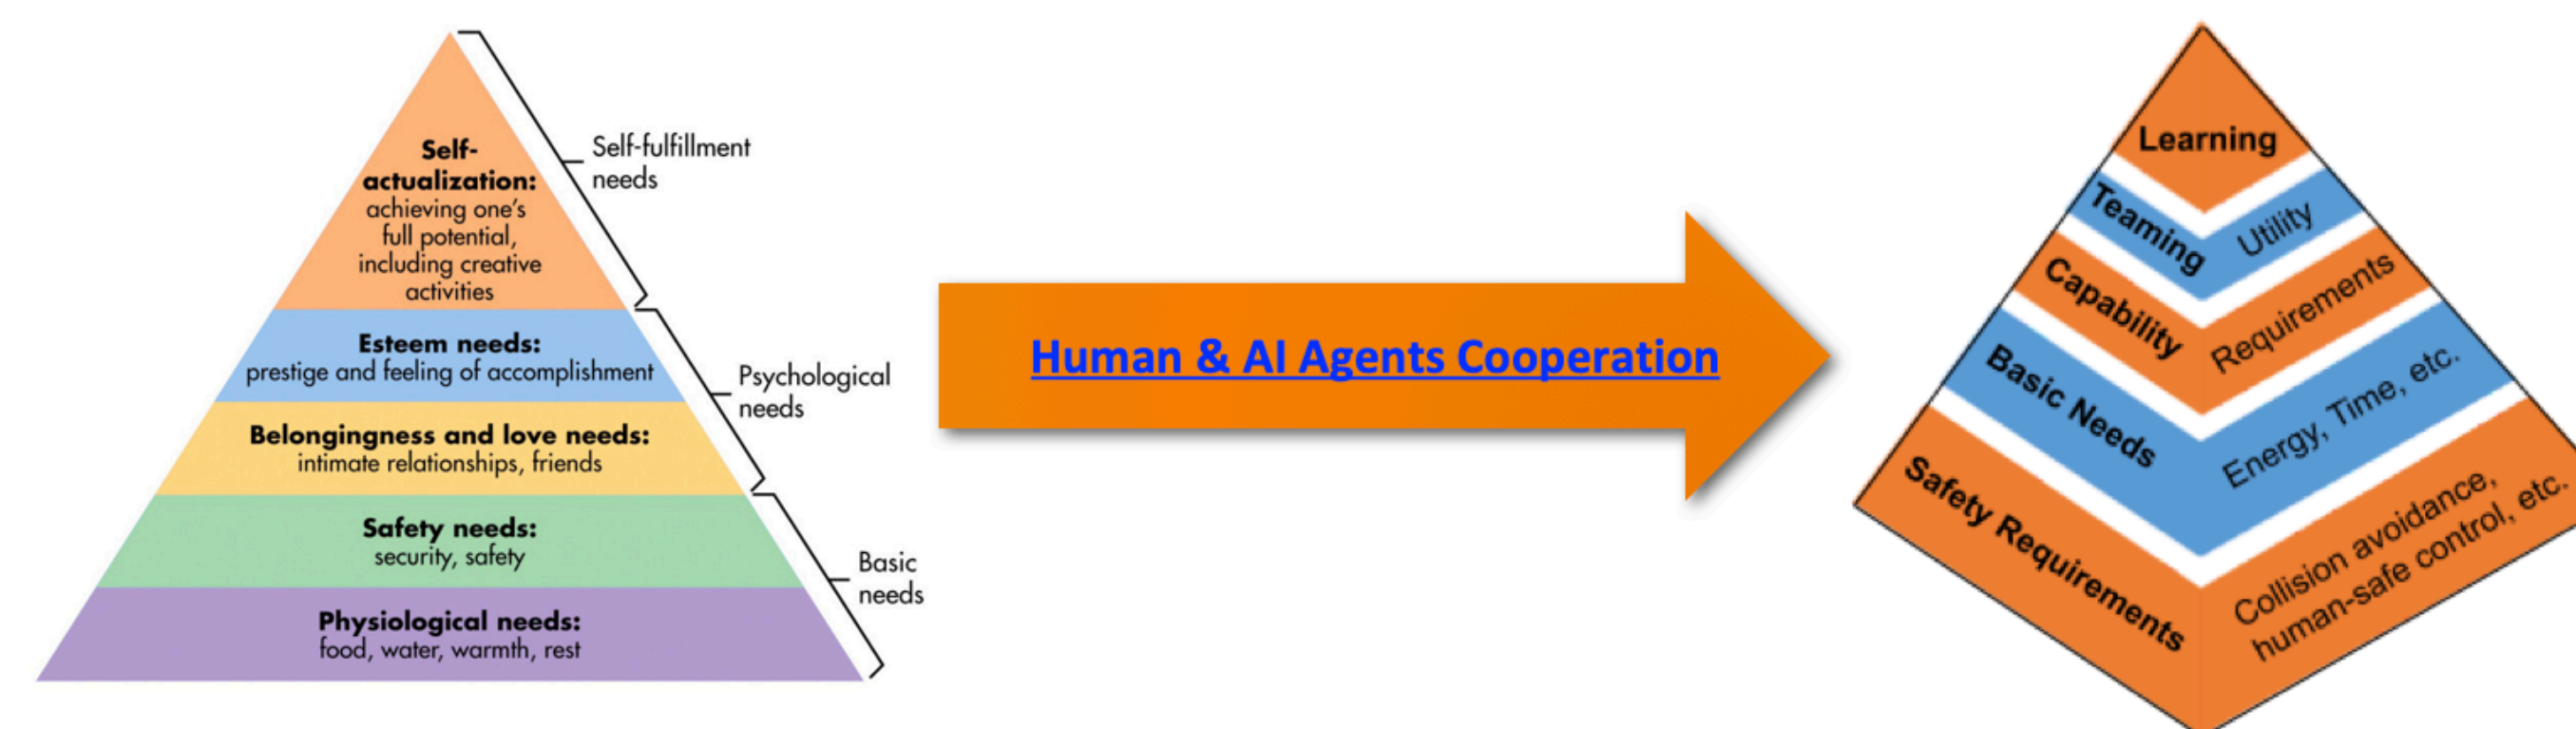 Self-
actualization:
achieving one's
full potential,
including creative
activities
Esteem needs:
prestige and feeling of accomplishment
Belongingness and love needs:
intimate relationships, friends
Safety needs:
security, safety
Physiological needs:
food, water, warmth, rest
Self-fulfillment
needs
Psychological
needs
Basic
needs
Human & AI Agents Cooperation
Learning
Teaming
Utility
Capability
Requirements
Basic Needs
Energy, Time, etc.
Safety Requirements
Collision avoidance,
human-safe control, etc.